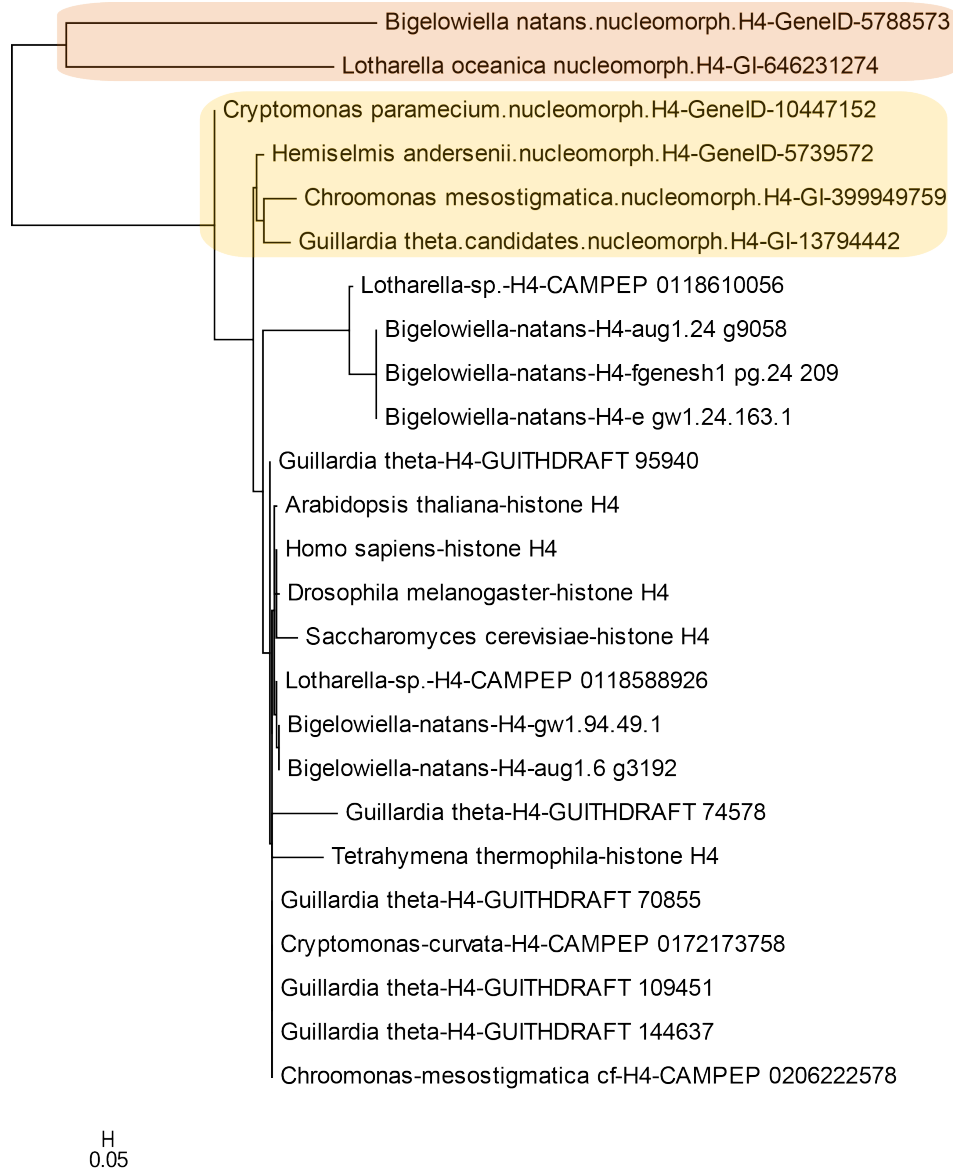 Bigelowiella natans.nucleomorph.H4-GeneID-5788573
Lotharella oceanica nucleomorph.H4-GI-646231274
Cryptomonas paramecium.nucleomorph.H4-GeneID-10447152
Hemiselmis andersenii.nucleomorph.H4-GeneID-5739572
Chroomonas mesostigmatica.nucleomorph.H4-GI-399949759
Guillardia theta.candidates.nucleomorph.H4-GI-13794442
Lotharella-sp.-H4-CAMPEP 0118610056
Bigelowiella-natans-H4-aug1.24 g9058
Bigelowiella-natans-H4-fgenesh1 pg.24 209
Bigelowiella-natans-H4-e gw1.24.163.1
Guillardia theta-H4-GUITHDRAFT 95940
Arabidopsis thaliana-histone H4
Homo sapiens-histone H4
Drosophila melanogaster-histone H4
Saccharomyces cerevisiae-histone H4
Lotharella-sp.-H4-CAMPEP 0118588926
Bigelowiella-natans-H4-gw1.94.49.1
Bigelowiella-natans-H4-aug1.6 g3192
Guillardia theta-H4-GUITHDRAFT 74578
Tetrahymena thermophila-histone H4
Guillardia theta-H4-GUITHDRAFT 70855
Cryptomonas-curvata-H4-CAMPEP 0172173758
Guillardia theta-H4-GUITHDRAFT 109451
Guillardia theta-H4-GUITHDRAFT 144637
Chroomonas-mesostigmatica cf-H4-CAMPEP 0206222578
0.05